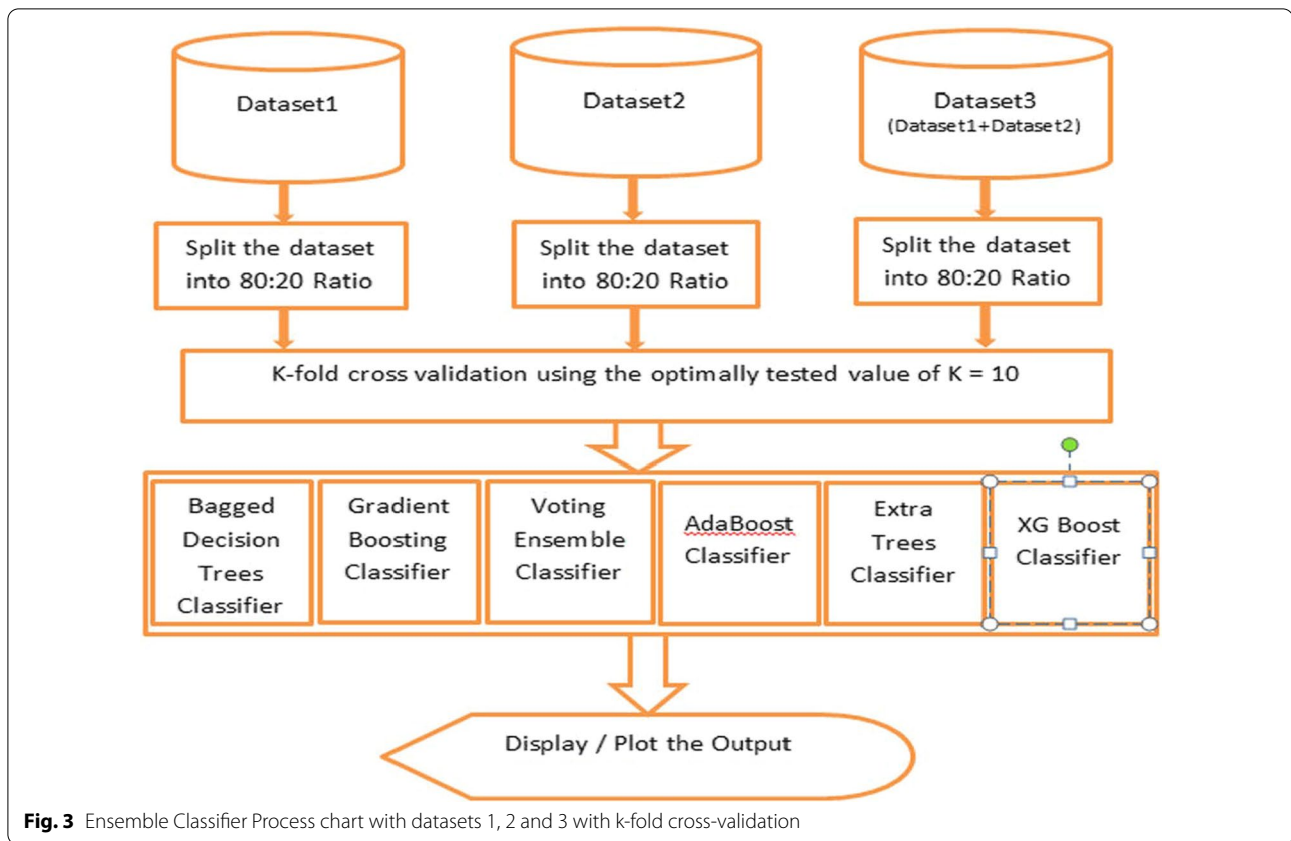 Dataset1
Dataset2
Dataset3
(Dataset1+Dataset2)
Split the dataset
into 80:20 Ratio
Split the dataset
into 80:20 Ratio
Split the dataset
into 80:20 Ratio
K-fold cross validation using the optimally tested value of K = 10
Bagged
Decision
Trees
Classifier
Gradient
Boosting
Classifier
Voting
Ensemble
Classifier
AdaBoost
Classifier
Extra
Trees
Classifier
XG Boost
Classifier
Display / Plot the Output
Fig. 3 Ensemble Classifier Process chart with datasets 1, 2 and 3 with k-fold cross-validation